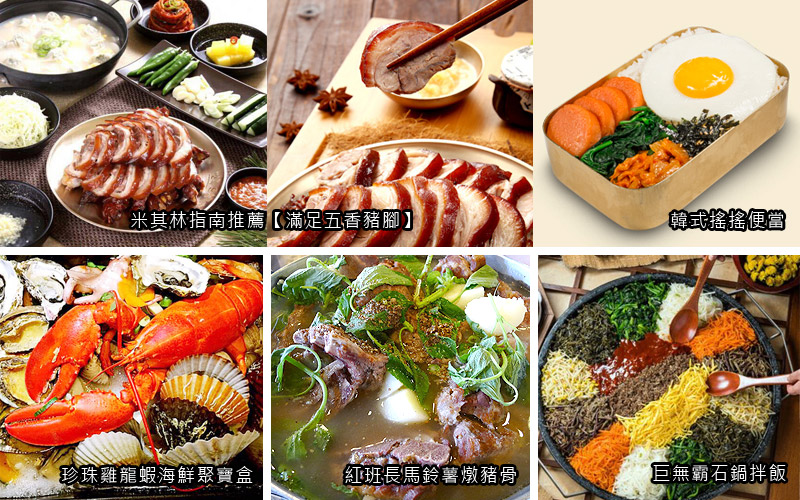 米其林指南推薦【滿足五香豬腳】
韓式搖搖便當
珍珠雞龍蝦海鮮聚寶盒
紅班長馬鈴薯燉豬骨
巨無霸石鍋拌飯